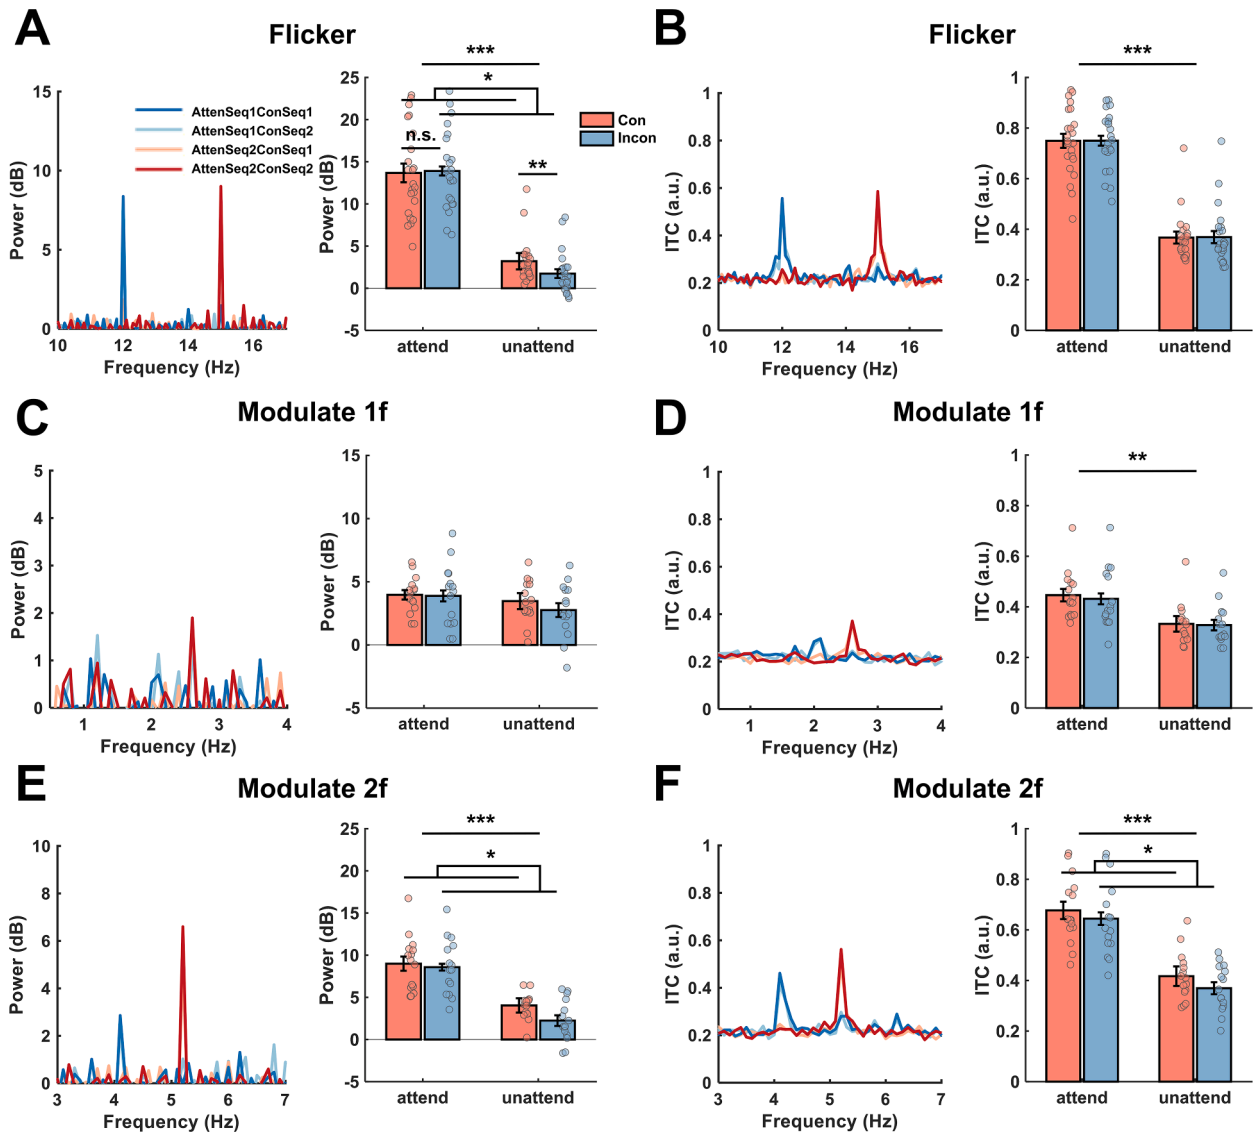 A
Flicker
Power (dB)
15
10
5
0
10
12
14
16
Frequency (Hz)
AttenSeq1ConSeq1
AttenSeq1ConSeq2
AttenSeq2ConSeq1
AttenSeq2ConSeq2
Power (dB)
25
20
15
10
5
0
-5
***
*
n.s.
**
attend
unattend
Con
Incon
B
Flicker
ITC (a.u.)
1
0.8
0.6
0.4
0.2
0
10
12
14
16
Frequency (Hz)
ITC (a.u.)
1
0.8
0.6
0.4
0.2
0
***
attend
unattend
C
Modulate 1f
Power (dB)
5
4
3
2
1
0
1
2
3
4
Frequency (Hz)
Power (dB)
15
10
5
0
-5
attend
unattend
D
Modulate 1f
ITC (a.u.)
1
0.8
0.6
0.4
0.2
0
1
2
3
4
Frequency (Hz)
ITC (a.u.)
1
0.8
0.6
0.4
0.2
0
**
attend
unattend
E
Modulate 2f
Power (dB)
10
8
6
4
2
0
3
4
5
6
7
Frequency (Hz)
Power (dB)
25
20
15
10
5
0
-5
***
*
attend
unattend
F
Modulate 2f
ITC (a.u.)
1
0.8
0.6
0.4
0.2
0
3
4
5
6
7
Frequency (Hz)
ITC (a.u.)
1
0.8
0.6
0.4
0.2
0
***
*
attend
unattend